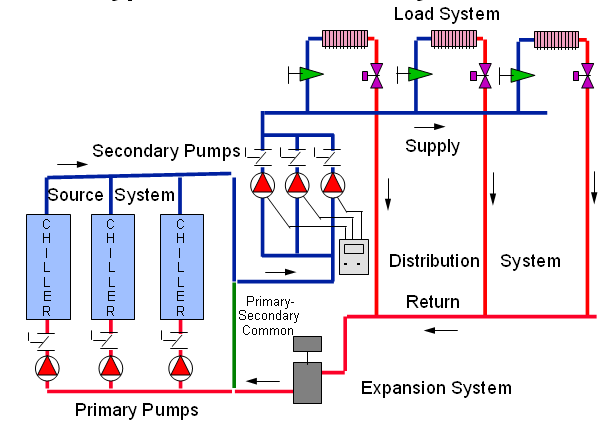 Load System
Secondary Pumps
Supply
Source System
CHILLER
CHILLER
CHILLER
Distribution System
Primary-
Secondary
Common
Return
Expansion System
Primary Pumps